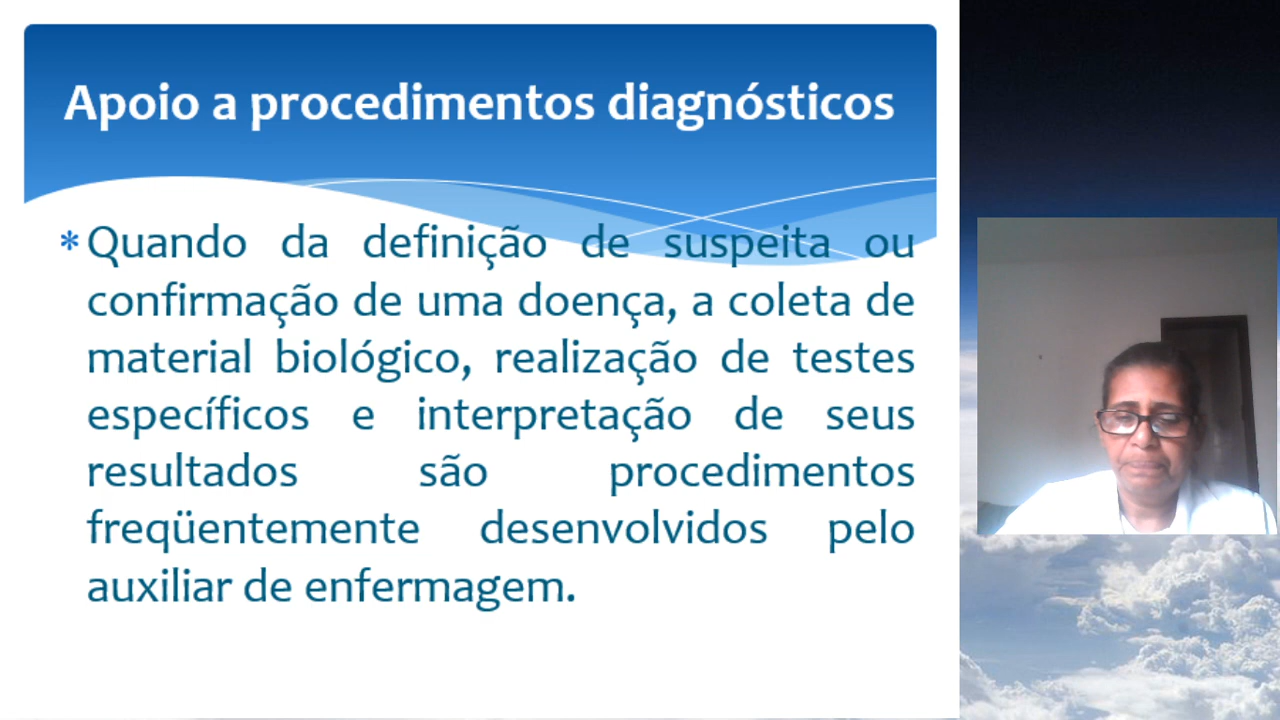 Apoio a procedimentos diagnósticos
* Quando da definição de suspeita ou
confirmação de uma doença, a coleta de
material biológico, realização de testes
específicos e interpretação de seus
resultados são procedimentos
freqüentemente desenvolvidos pelo
auxiliar de enfermagem.